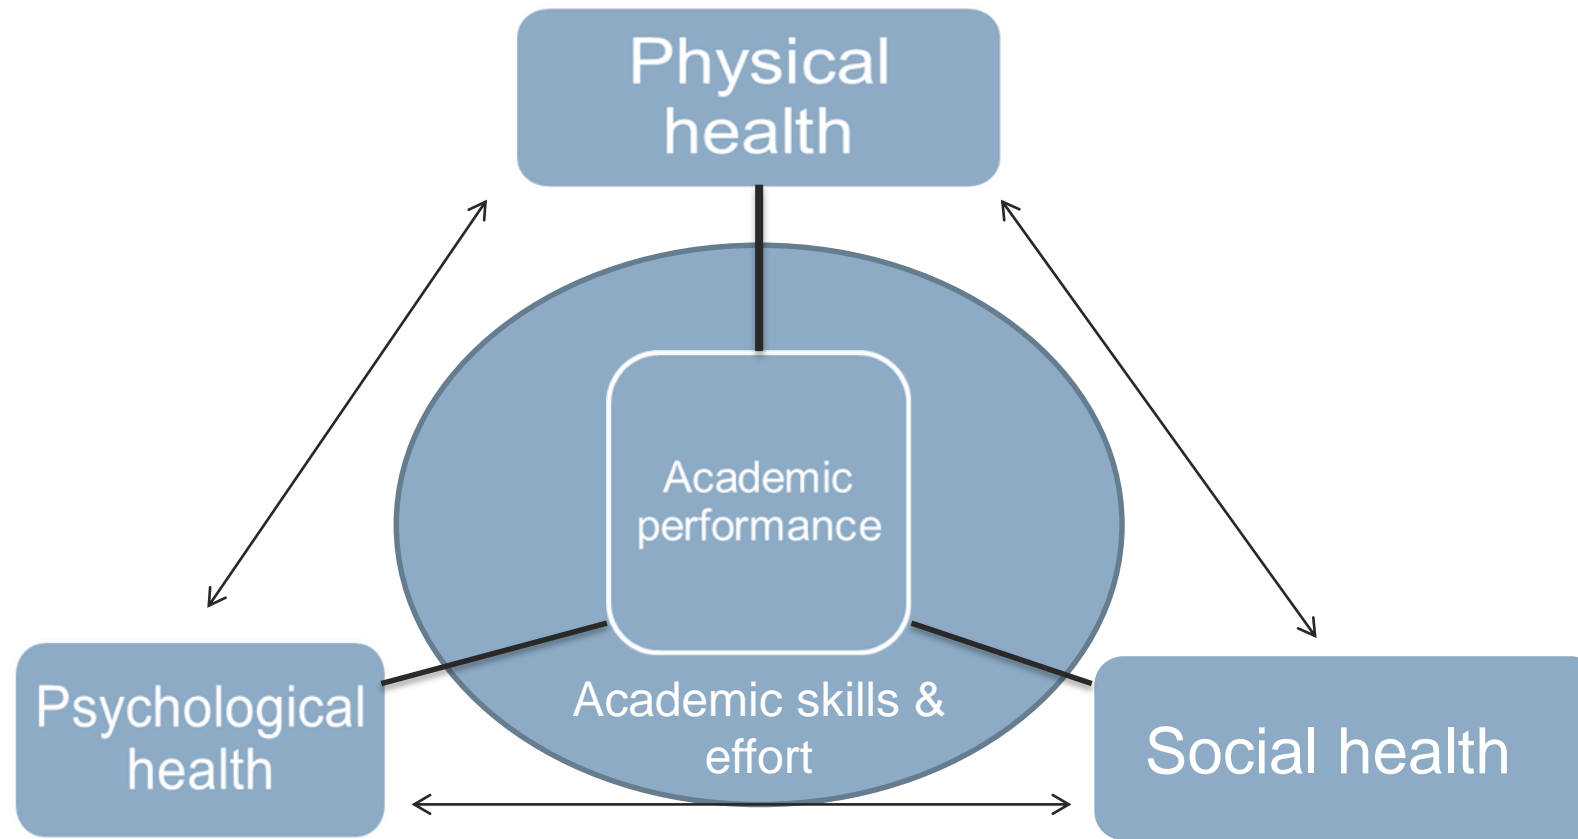 Physical
health
Academic
performance
Academic skills &
effort
Psychological
health
Social health